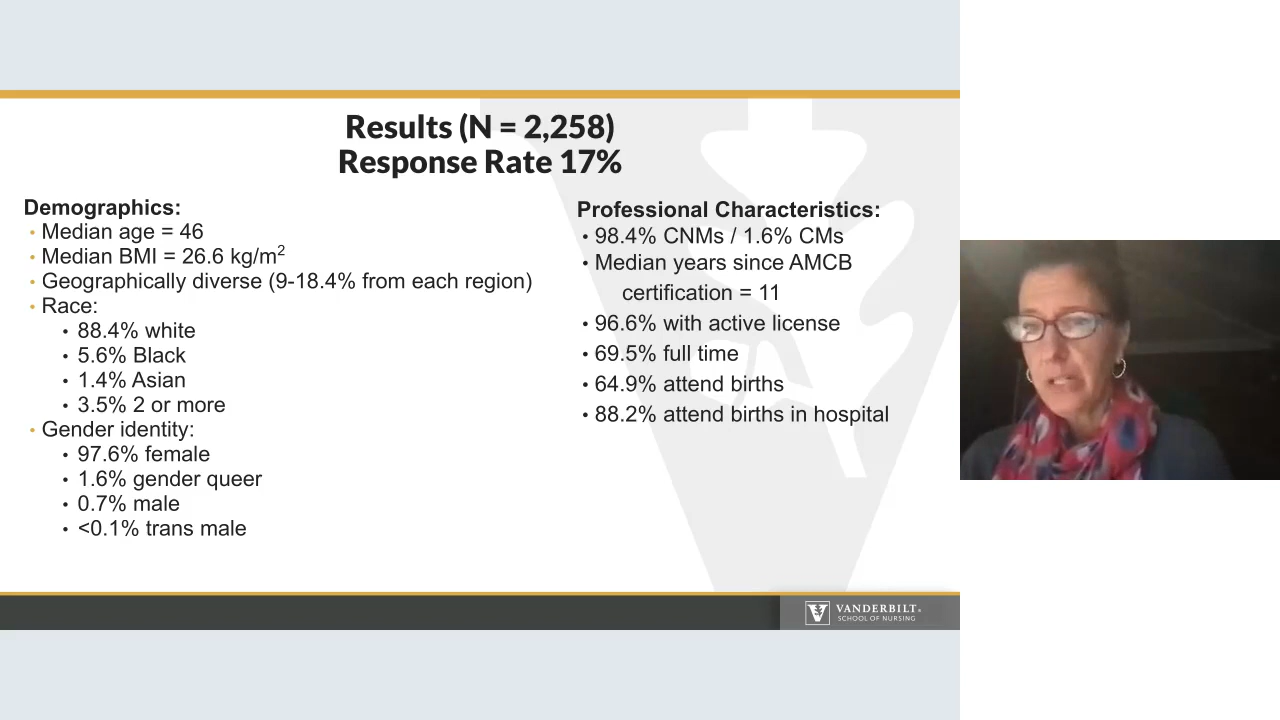 Results (N = 2,258)
Response Rate 17%
Demographics:
• Median age = 46
• Median BMI = 26.6 kg/m²
• Geographically diverse (9-18.4% from each region)
• Race:
• 88.4% white
• 5.6% Black
• 1.4% Asian
• 3.5% 2 or more
• Gender identity:
• 97.6% female
• 1.6% gender queer
• 0.7% male
• <0.1% trans male
Professional Characteristics:
• 98.4% CNMs / 1.6% CMs
• Median years since AMCB
certification = 11
• 96.6% with active license
• 69.5% full time
• 64.9% attend births
• 88.2% attend births in hospital
VANDERBILT
SCHOOL OF NURSING